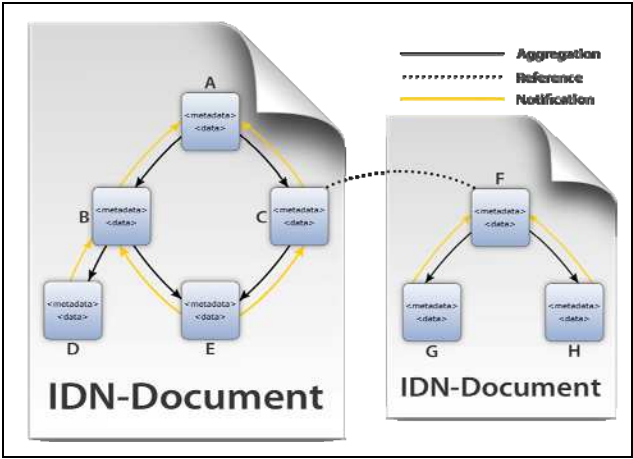 Aggregation
Reference
Notification
A
<metadata>
<data>
B
<metadata>
<data>
C
<metadata>
<data>
F
<metadata>
<data>
D
<metadata>
<data>
E
<metadata>
<data>
G
<metadata>
<data>
H
<metadata>
<data>
IDN-Document
IDN-Document